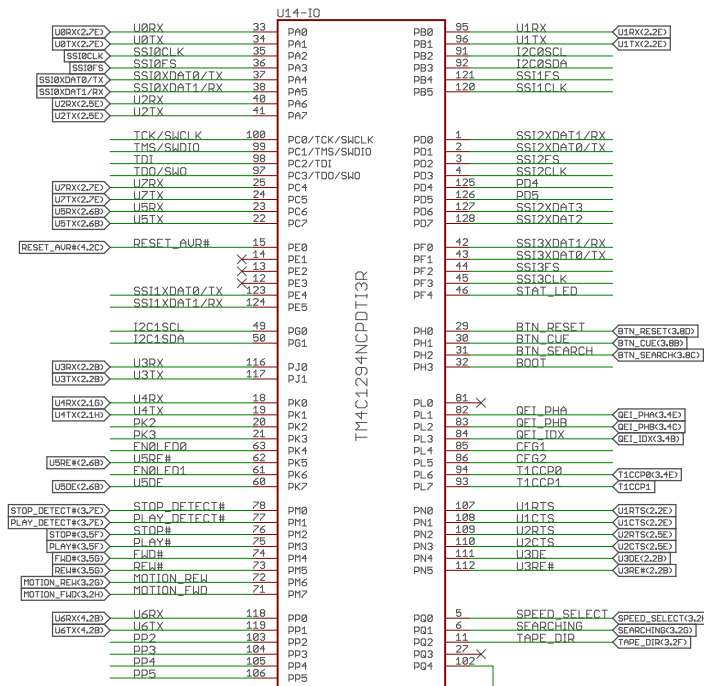 U14-IO
U0RX(2.7E) U0RX 33 PA0 PB0 95 U1RX U1RX(2.2E)
U0TX(2.7E) U0TX 34 PA1 PB1 96 U1TX U1TX(2.2E)
SSI0CLK SSI0CLK 35 PA2 PB2 91 I2C0SCL
SSI0FS SSI0FS 36 PA3 PB3 92 I2C0SDA
SSI0XDAT0/TX SSI0XDAT0/TX 37 PA4 PB4 121 SSI1FS
SSI0XDAT1/RX SSI0XDAT1/RX 38 PA5 PB5 120 SSI1CLK
U2RX(2.5E) U2RX 40 PA6
U2TX(2.5E) U2TX 41 PA7
TCK/SWCLK 100 PC0/TCK/SWCLK PD0 1 SSI2XDAT1/RX
TMS/SWDIO 99 PC1/TMS/SWDIO PD1 2 SSI2XDAT0/TX
TDI 98 PC2/TDI PD2 3 SSI2FS
TDO/SWO 97 PC3/TDO/SWO PD3 4 SSI2CLK
U7RX(2.7E) U7RX 25 PC4 PD4 125 PD4
U7TX(2.7E) U7TX 24 PC5 PD5 126 PD5
U5RX(2.6B) U5RX 23 PC6 PD6 127 SSI2XDAT3
U5TX(2.6B) U5TX 22 PC7 PD7 128 SSI2XDAT2
RESET_AVR#(4.2C) RESET_AVR# 15 PE0 PF0 42 SSI3XDAT1/RX
14 PE1 PF1 43 SSI3XDAT0/TX
13 PE2 PF2 44 SSI3FS
12 PE3 PF3 45 SSI3CLK
SSI1XDAT0/TX 123 PE4 PF4 46 STAT_LED
SSI1XDAT1/RX 124 PE5
TM4C1294NCPDTI3R
I2C1SCL 49 PG0 PH0 29 BTN_RESET BTN_RESET(3.8D)
I2C1SDA 50 PG1 PH1 30 BTN_CUE BTN_CUE(3.8B)
PH2 31 BTN_SEARCH BTN_SEARCH(3.8C)
U3RX(2.2B) U3RX 116 PJ0 PH3 32 BOOT
U3TX(2.2B) U3TX 117 PJ1
U4RX(2.1G) U4RX 18 PK0 PL0 81
U4TX(2.1H) U4TX 19 PK1 PL1 82 QEI_PHA QEI_PHA(3.4E)
PK2 20 PK2 PL2 83 QEI_PHB QEI_PHB(3.4C)
PK3 21 PK3 PL3 84 QEI_IDX QEI_IDX(3.4B)
EN0LED0 63 PK4 PL4 85 CFG1
U5RE#(2.6B) U5RE# 62 PK5 PL5 86 CFG2
EN0LED1 61 PK6 PL6 94 T1CCP0 T1CCP0(3.4E)
U5DE(2.6B) U5DE 60 PK7 PL7 93 T1CCP1 T1CCP1
STOP_DETECT#(3.7E) STOP_DETECT# 78 PM0 PN0 107 U1RTS U1RTS(2.2E)
PLAY_DETECT#(3.7E) PLAY_DETECT# 77 PM1 PN1 108 U1CTS U1CTS(2.2E)
STOP#(3.5F) STOP# 76 PM2 PN2 109 U2RTS U2RTS(2.5E)
PLAY#(3.5F) PLAY# 75 PM3 PN3 110 U2CTS U2CTS(2.5E)
FWD#(3.5G) FWD# 74 PM4 PN4 111 U3DE U3DE(2.2B)
REW#(3.5G) REW# 73 PM5 PN5 112 U3RE# U3RE#(2.2B)
MOTION_REW(3.2G) MOTION_REW 72 PM6
MOTION_FWD(3.2H) MOTION_FWD 71 PM7
U6RX(4.2B) U6RX 118 PP0 PQ0 5 SPEED_SELECT SPEED_SELECT(3.2H
U6TX(4.2B) U6TX 119 PP1 PQ1 6 SEARCHING SEARCHING(3.2G)
PP2 103 PP2 PQ2 11 TAPE_DIR TAPE_DIR(3.2F)
PP3 104 PP3 PQ3 27
PP4 105 PP4 PQ4 102
PP5 106 PP5